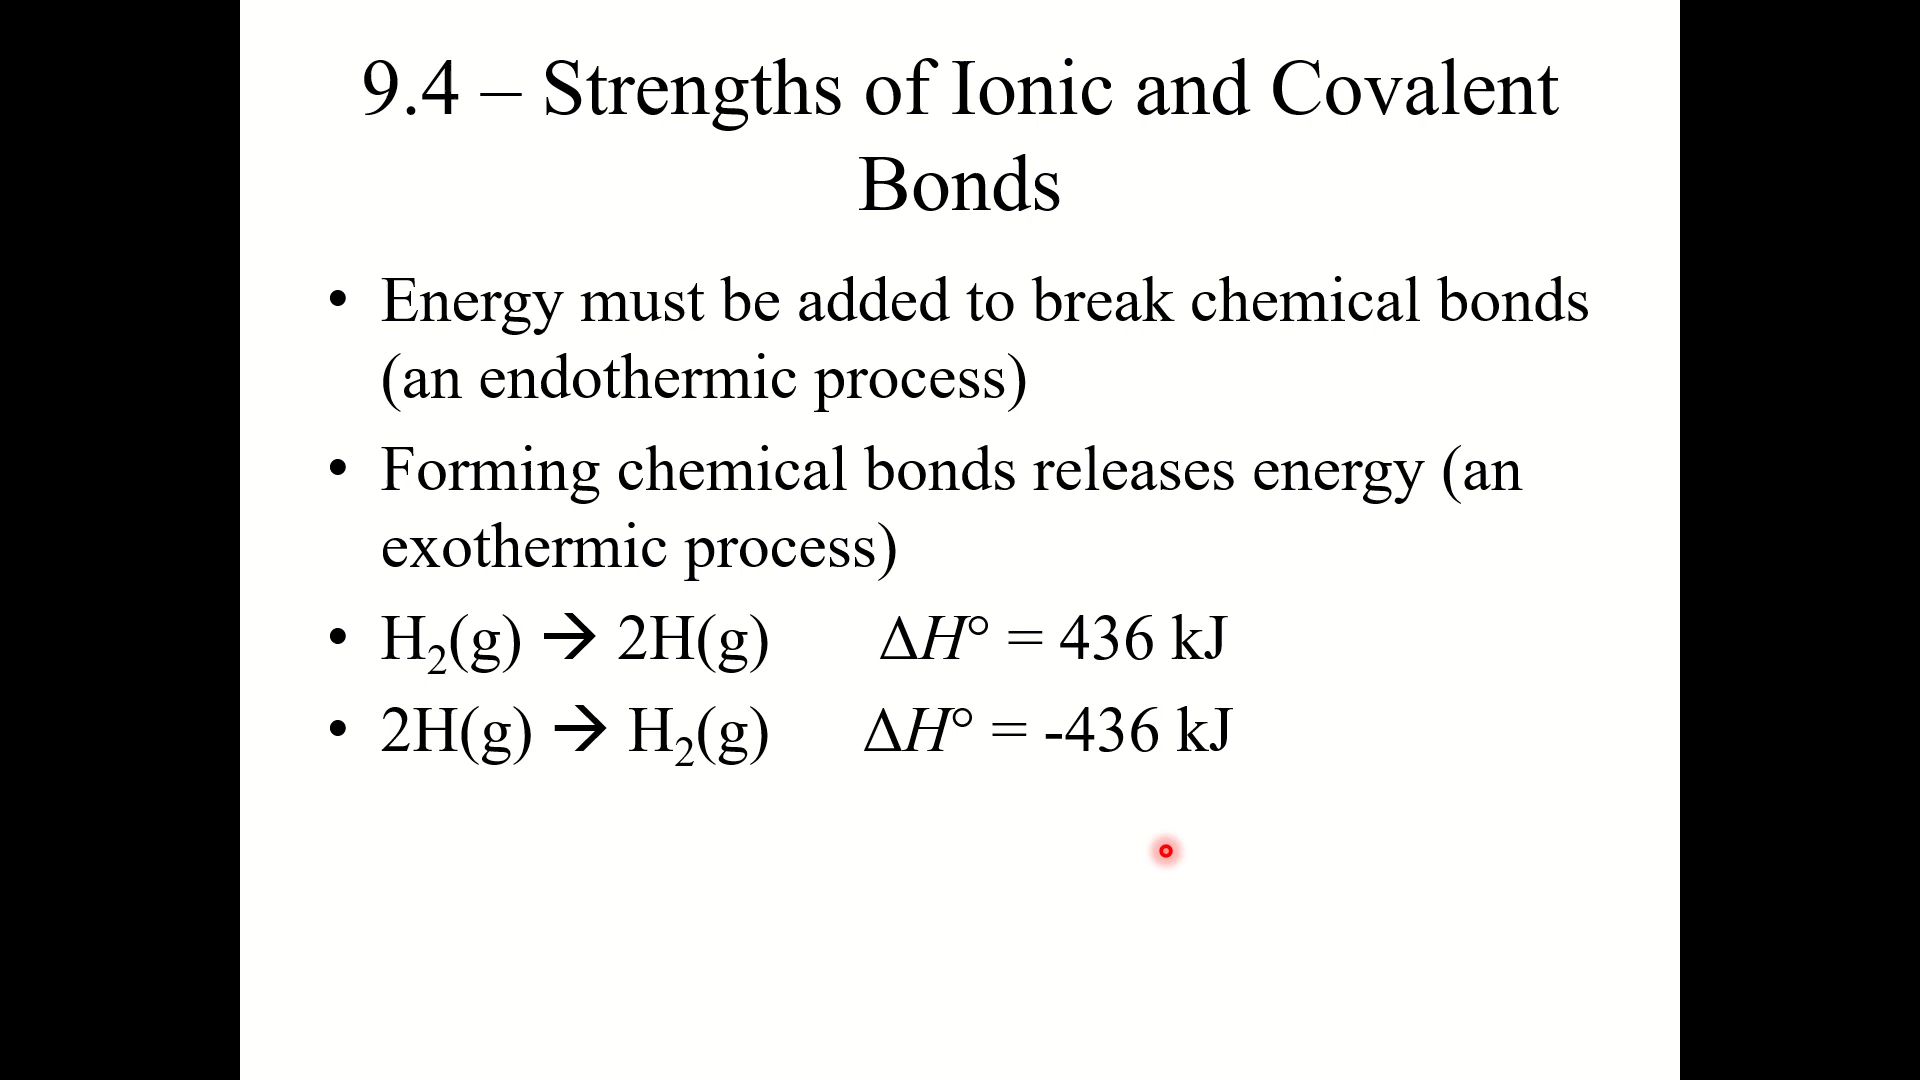 9.4 – Strengths of Ionic and Covalent
Bonds
• Energy must be added to break chemical bonds
(an endothermic process)
• Forming chemical bonds releases energy (an
exothermic process)
• H₂(g) → 2H(g) ΔH° = 436 kJ
• 2H(g) → H₂(g) ΔH° = -436 kJ